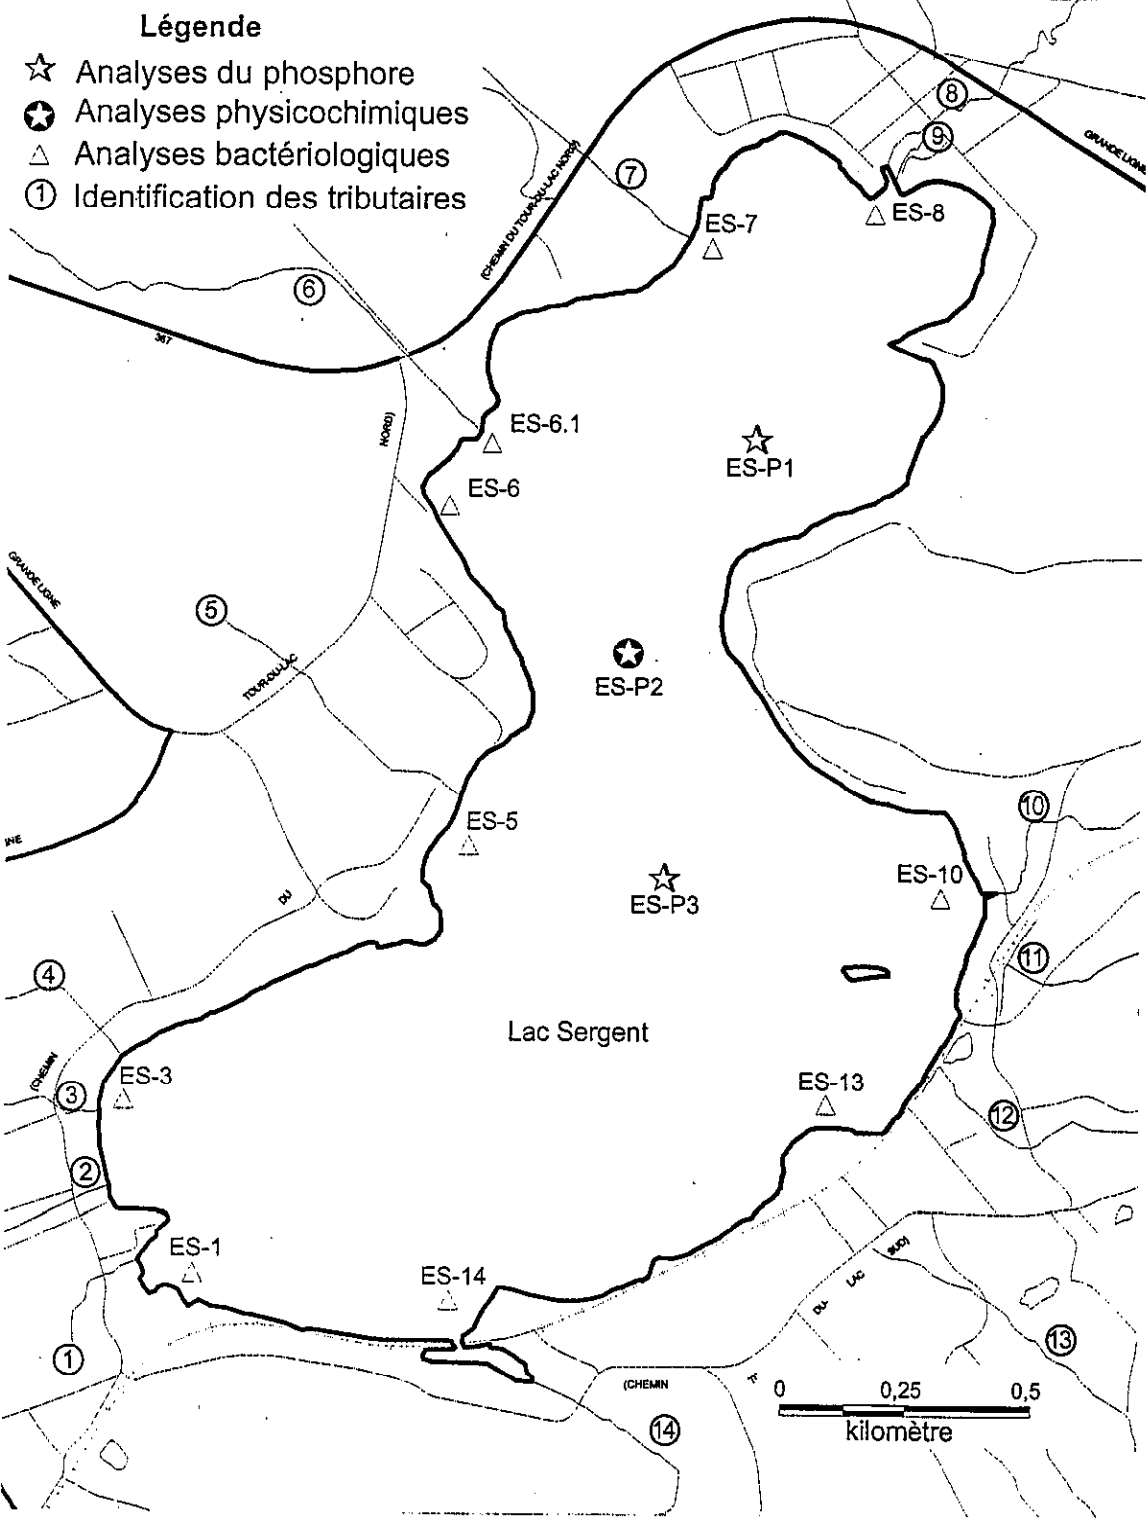 Légende
Analyses du phosphore
Analyses physicochimiques
Analyses bactériologiques
1 Identification des tributaires
8
GRANDE LIGNE
9
7
(CHEMIN DU TOUR-DU-LAC NORD)
ES-8
ES-7
6
367
NORD)
ES-6.1
ES-P1
ES-6
GRANDE LIGNE
5
TOUR-DU-LAC
ES-P2
10
ES-5
INE
ES-10
DU
ES-P3
11
4
Lac Sergent
(CHEMIN
ES-3
ES-13
3
12
2
ES-1
SUD)
LAC
DU-
ES-14
1
13
(CHEMIN
0 0,25 0,5
kilomètre
14